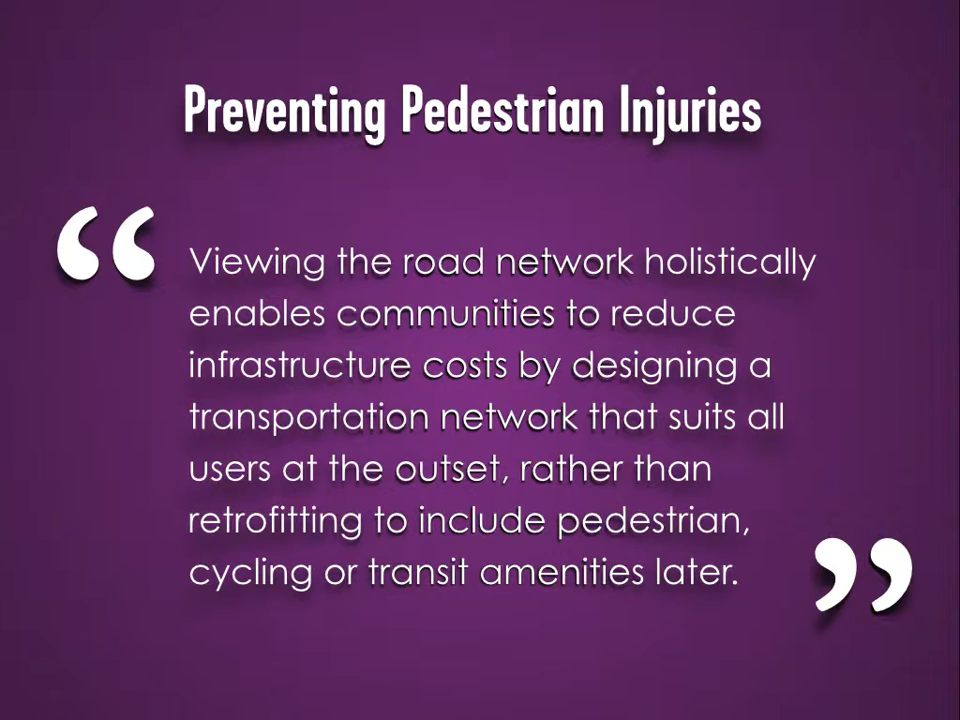 Preventing Pedestrian Injuries
“Viewing the road network holistically
enables communities to reduce
infrastructure costs by designing a
transportation network that suits all
users at the outset, rather than
retrofitting to include pedestrian,
cycling or transit amenities later.”